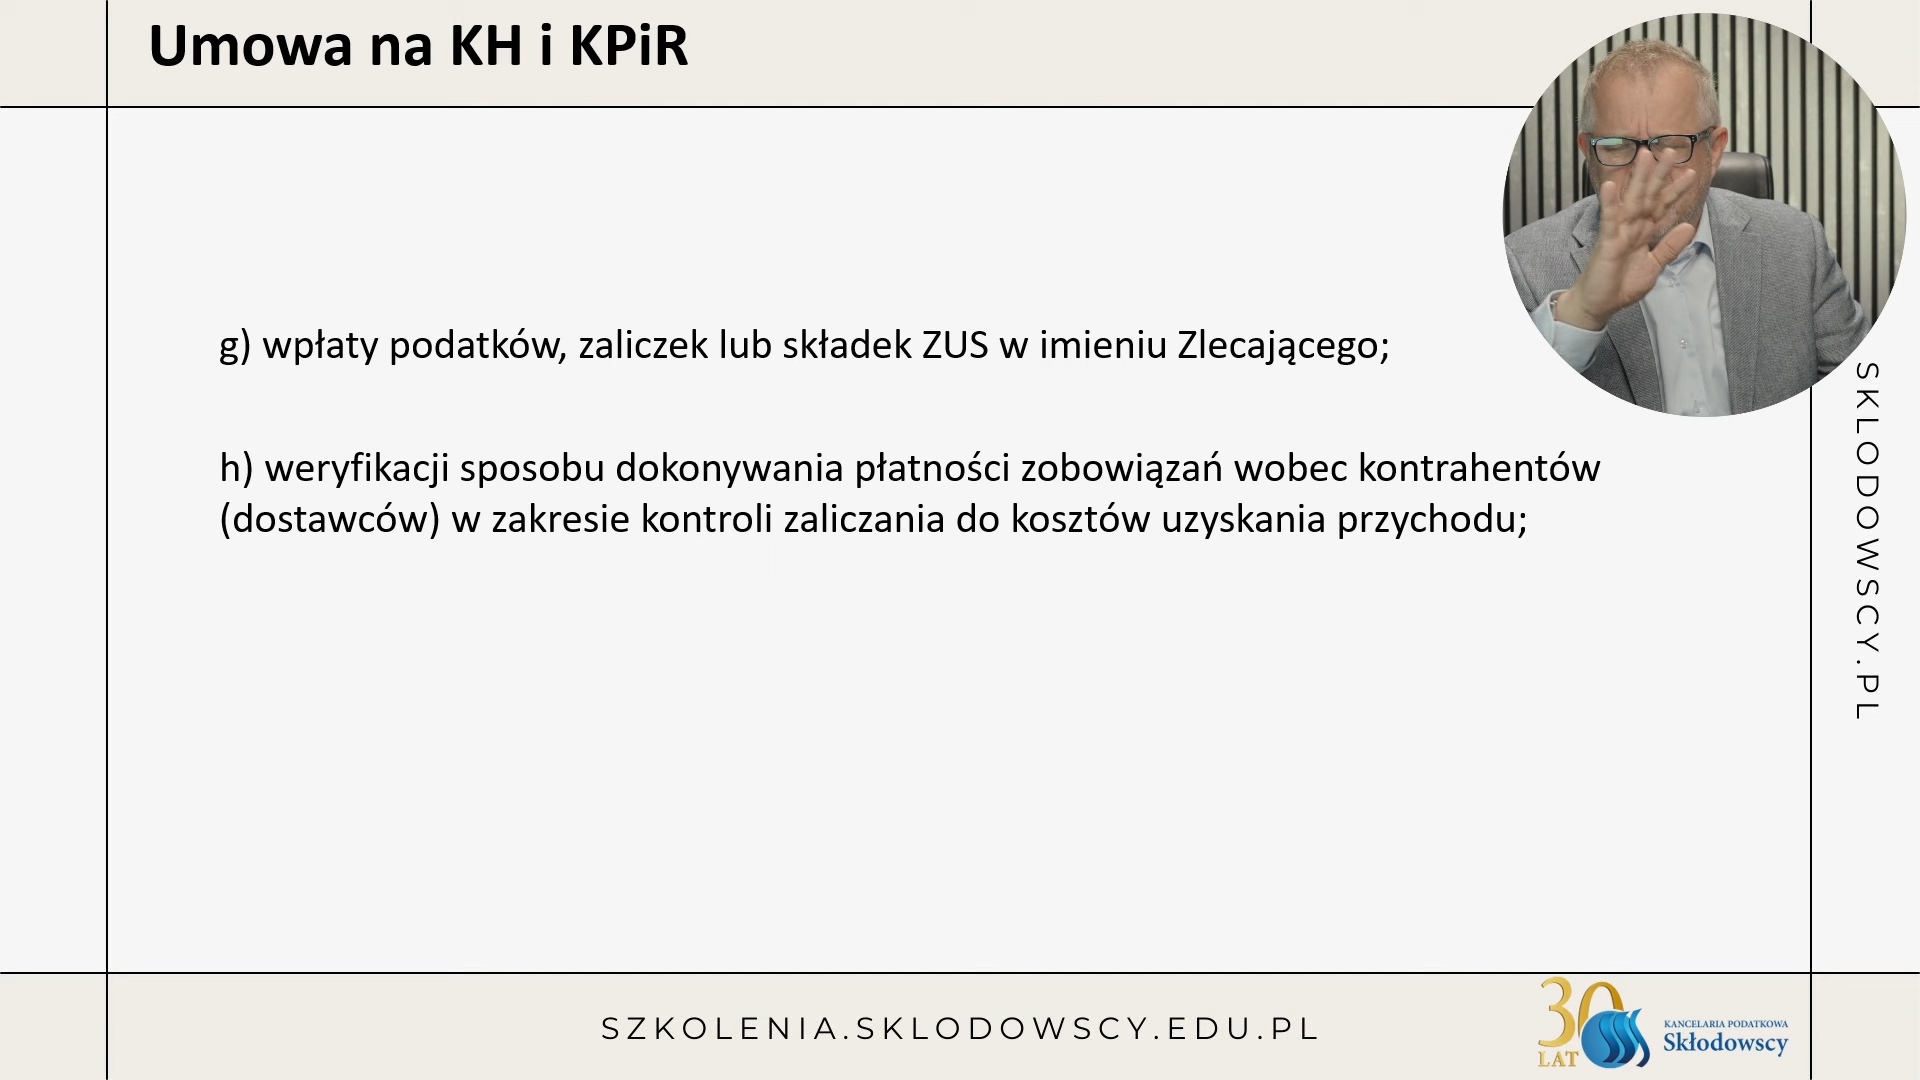 Umowa na KH i KPiR
g) wpłaty podatków, zaliczek lub składek ZUS w imieniu Zlecającego;
h) weryfikacji sposobu dokonywania płatności zobowiązań wobec kontrahentów
(dostawców) w zakresie kontroli zaliczania do kosztów uzyskania przychodu;
SKLODOWSCY.PL
SZKOLENIA.SKLODOWSCY.EDU.PL
30
LAT
KANCELARIA PODATKOWA
Skłodowscy